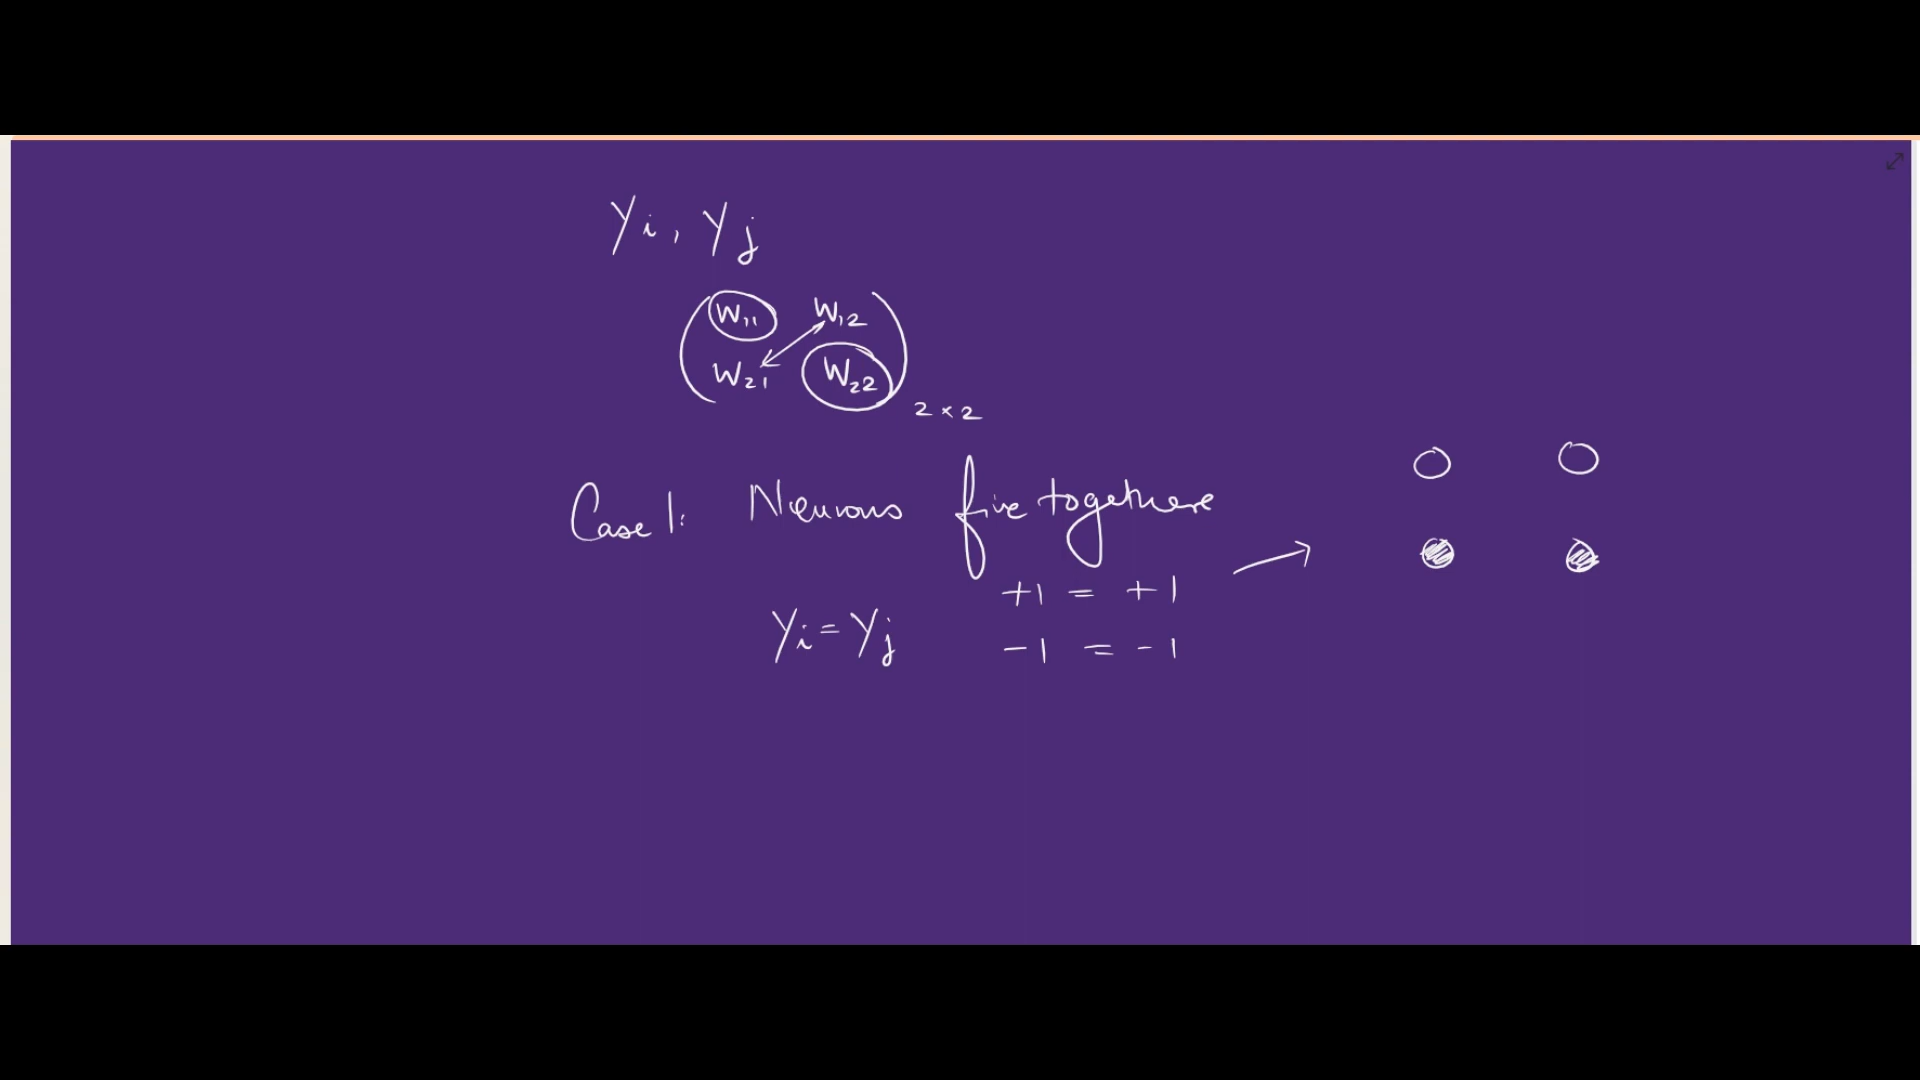 Yi, Yj
W11 W12
W21 W22
2 × 2
Case 1: Neurons fire togethere
+1 = +1
Yi = Yj
-1 = -1